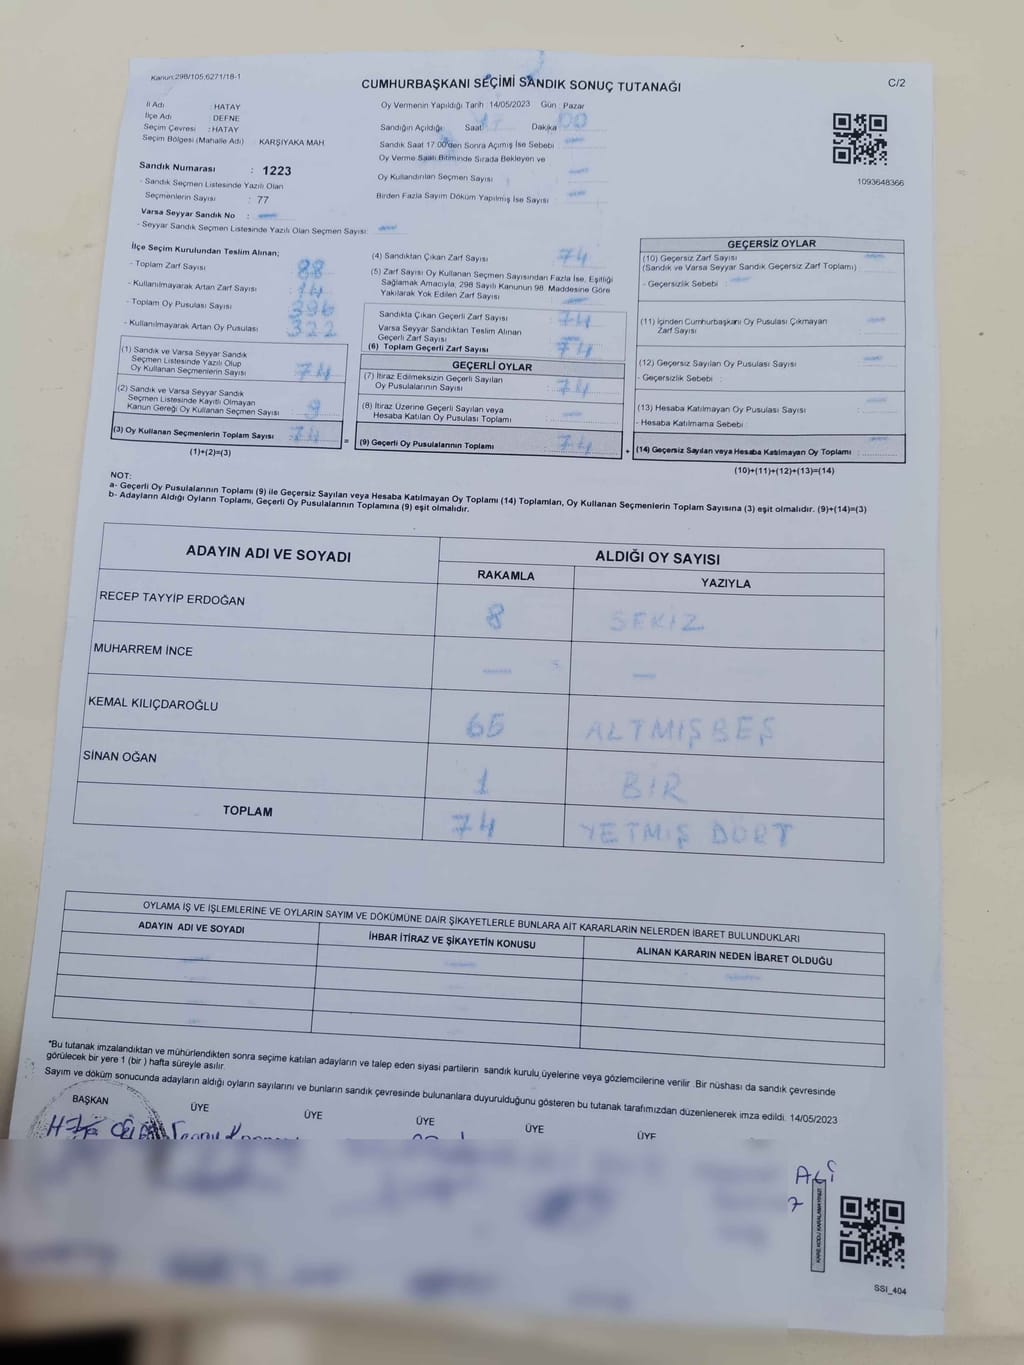 Kanun:298/105,6271/18-1
CUMHURBAŞKANI SEÇİMİ SANDIK SONUÇ TUTANAĞI
C/2
İl Adı : HATAY
İlçe Adı : DEFNE
Seçim Çevresi : HATAY
Seçim Bölgesi (Mahalle Adı) KARŞIYAKA MAH
Sandık Numarası : 1223
- Sandık Seçmen Listesinde Yazılı Olan
Seçmenlerin Sayısı : 77
Varsa Seyyar Sandık No :
- Seyyar Sandık Seçmen Listesinde Yazılı Olan Seçmen Sayısı:
Oy Vermenin Yapıldığı Tarih :14/05/2023 Gün : Pazar
Sandığın Açıldığı Saat 17 Dakika 00
Sandık Saat 17.00'den Sonra Açımış İse Sebebi :
Oy Verme Saati Bitiminde Sırada Bekleyen ve
Oy Kullandırılan Seçmen Sayısı :
Birden Fazla Sayım Döküm Yapılmış İse Sayısı :
1093648366
İlçe Seçim Kurulundan Teslim Alınan;
- Toplam Zarf Sayısı : 88
- Kullanılmayarak Artan Zarf Sayısı : 14
- Toplam Oy Pusulası Sayısı : 396
- Kullanılmayarak Artan Oy Pusulası : 322
(1) Sandık ve Varsa Seyyar Sandık
Seçmen Listesinde Yazılı Olup
Oy Kullanan Seçmenlerin Sayısı : 74
(2) Sandık ve Varsa Seyyar Sandık
Seçmen Listesinde Kayıtlı Olmayan
Kanun Gereği Oy Kullanan Seçmen Sayısı :
(3) Oy Kullanan Seçmenlerin Toplam Sayısı : 74
(1)+(2)=(3)
=
(4) Sandıktan Çıkan Zarf Sayısı : 74
(5) Zarf Sayısı Oy Kullanan Seçmen Sayısından Fazla İse, Eşitliği
Sağlamak Amacıyla, 298 Sayılı Kanunun 98. Maddesine Göre
Yakılarak Yok Edilen Zarf Sayısı :
Sandıkta Çıkan Geçerli Zarf Sayısı : 74
Varsa Seyyar Sandıktan Teslim Alınan
Geçerli Zarf Sayısı :
(6) Toplam Geçerli Zarf Sayısı : 74
GEÇERLİ OYLAR
(7) İtiraz Edilmeksizin Geçerli Sayılan
Oy Pusulalarının Sayısı : 74
(8) İtiraz Üzerine Geçerli Sayılan veya
Hesaba Katılan Oy Pusulası Toplamı :
(9) Geçerli Oy Pusulalarının Toplamı : 74
+
GEÇERSİZ OYLAR
(10) Geçersiz Zarf Sayısı :
(Sandık ve Varsa Seyyar Sandık Geçersiz Zarf Toplamı)
- Geçersizlik Sebebi :
(11) İçinden Cumhurbaşkanı Oy Pusulası Çıkmayan
Zarf Sayısı :
(12) Geçersiz Sayılan Oy Pusulası Sayısı :
- Geçersizlik Sebebi :
(13) Hesaba Katılmayan Oy Pusulası Sayısı :
- Hesaba Katılmama Sebebi :
(14) Geçersiz Sayılan veya Hesaba Katılmayan Oy Toplamı :
(10)+(11)+(12)+(13)=(14)
NOT:
a- Geçerli Oy Pusulalarının Toplamı (9) ile Geçersiz Sayılan veya Hesaba Katılmayan Oy Toplamı (14) Toplamları, Oy Kullanan Seçmenlerin Toplam Sayısına (3) eşit olmalıdır. (9)+(14)=(3)
b- Adayların Aldığı Oyların Toplamı, Geçerli Oy Pusulalarının Toplamına (9) eşit olmalıdır.
ADAYIN ADI VE SOYADI
ALDIĞI OY SAYISI
RAKAMLA YAZIYLA
RECEP TAYYİP ERDOĞAN 8 SEKİZ
MUHARREM İNCE — —
KEMAL KILIÇDAROĞLU 65 ALTMIŞBEŞ
SİNAN OĞAN 1 BİR
TOPLAM 74 YETMİŞ DÖRT
OYLAMA İŞ VE İŞLEMLERİNE VE OYLARIN SAYIM VE DÖKÜMÜNE DAİR ŞİKAYETLERLE BUNLARA AİT KARARLARIN NELERDEN İBARET BULUNDUKLARI
ADAYIN ADI VE SOYADI
İHBAR İTİRAZ VE ŞİKAYETİN KONUSU
ALINAN KARARIN NEDEN İBARET OLDUĞU
*Bu tutanak imzalandıktan ve mühürlendikten sonra seçime katılan adayların ve talep eden siyasi partilerin sandık kurulu üyelerine veya gözlemcilerine verilir. Bir nüshası da sandık çevresinde
görülecek bir yere 1 (bir ) hafta süreyle asılır.
Sayım ve döküm sonucunda adayların aldığı oyların sayılarını ve bunların sandık çevresinde bulunanlara duyurulduğunu gösteren bu tutanak tarafımızdan düzenlenerek imza edildi. 14/05/2023
BAŞKAN ÜYE ÜYE ÜYE ÜYE ÜYE
ALİ
7
KARE KODU KARALAMAYINIZ!
SSI_404